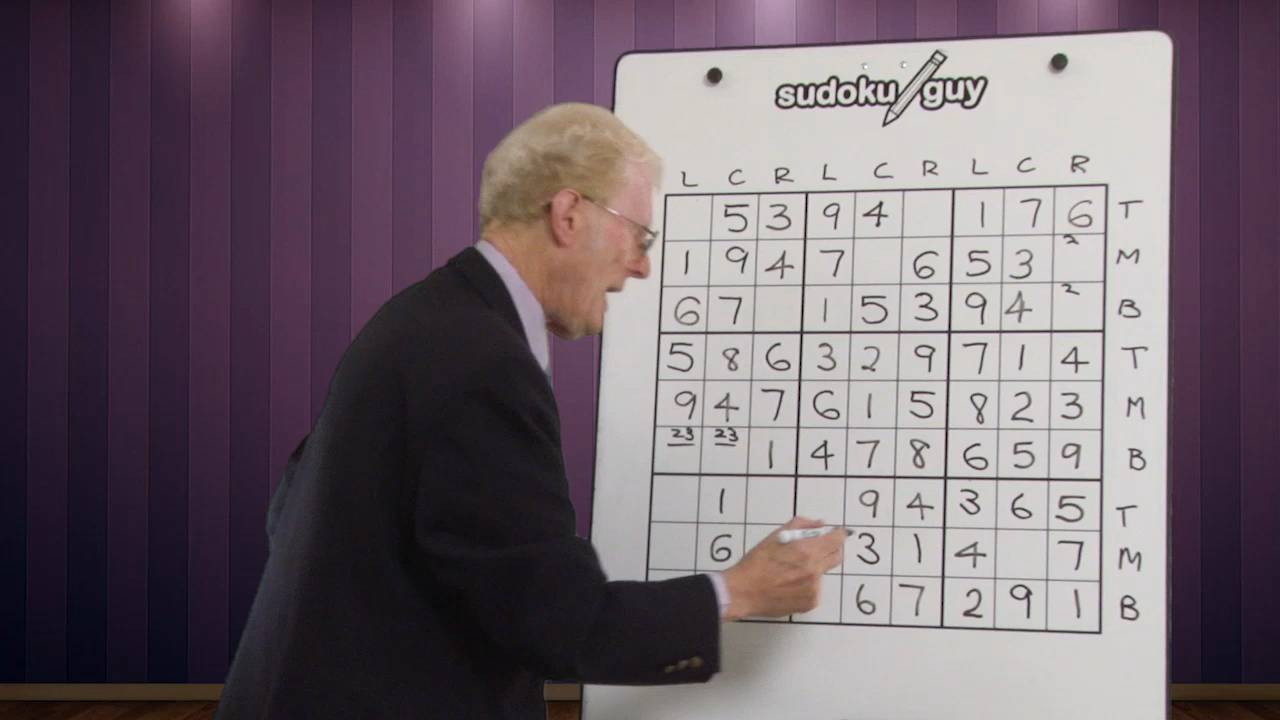 sudoku guy
L C R L C R L C R
5 3 9 4 1 7 6 T
2
1 9 4 7 6 5 3 M
2
6 7 1 5 3 9 4 B
5 8 6 3 2 9 7 1 4 T
9 4 7 6 1 5 8 2 3 M
23 23
1 4 7 8 6 5 9 B
1 9 4 3 6 5 T
6 3 1 4 7 M
6 7 2 9 1 B